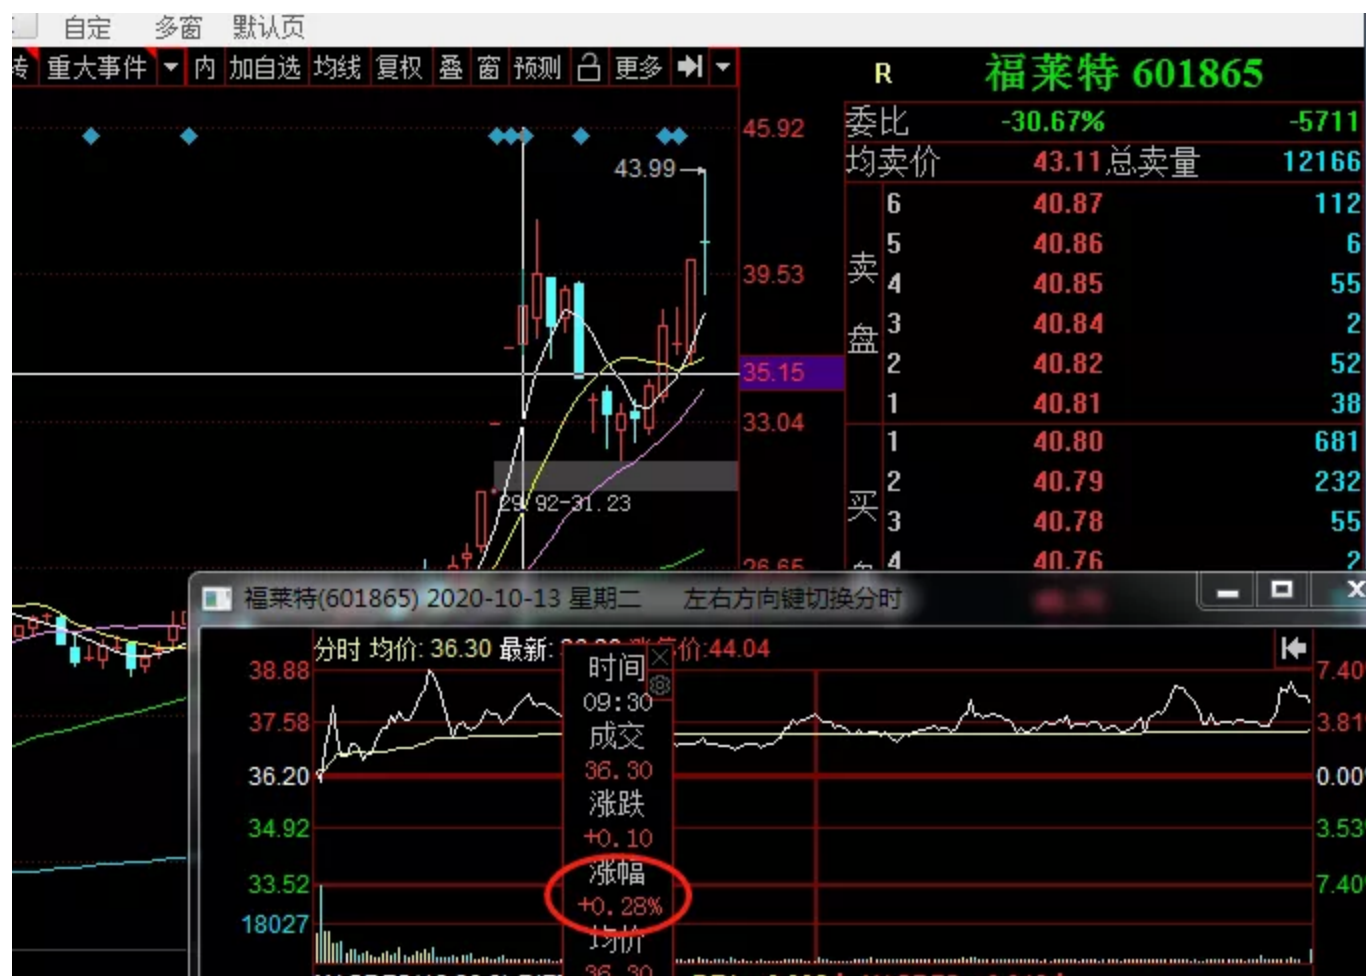 自定 多窗 默认页
转 重大事件 内 加自选 均线 复权 叠 窗 预测 更多
R 福莱特 601865
委比 -30.67% -5711
均卖价 43.11 总卖量 12166
卖盘
6 40.87 112
5 40.86 6
4 40.85 55
3 40.84 2
2 40.82 52
1 40.81 38
买
1 40.80 681
2 40.79 232
3 40.78 55
4 40.76 2
45.92
43.99
39.53
35.15
33.04
29.92-31.23
26.65
福莱特(601865) 2020-10-13 星期二 左右方向键切换分时
分时 均价: 36.30 最新: 价:44.04
38.88 7.40
37.58 3.81
36.20 0.00%
34.92 3.53
33.52 7.40
18027
时间
09:30
成交
36.30
涨跌
+0.10
涨幅
+0.28%
均价
36.30